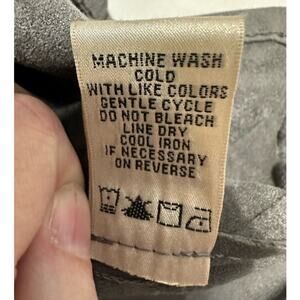 MACHINE WASH
COLD
WITH LIKE COLORS
GENTLE CYCLE
DO NOT BLEACH
LINE DRY
COOL IRON
IF NECESSARY
ON REVERSE